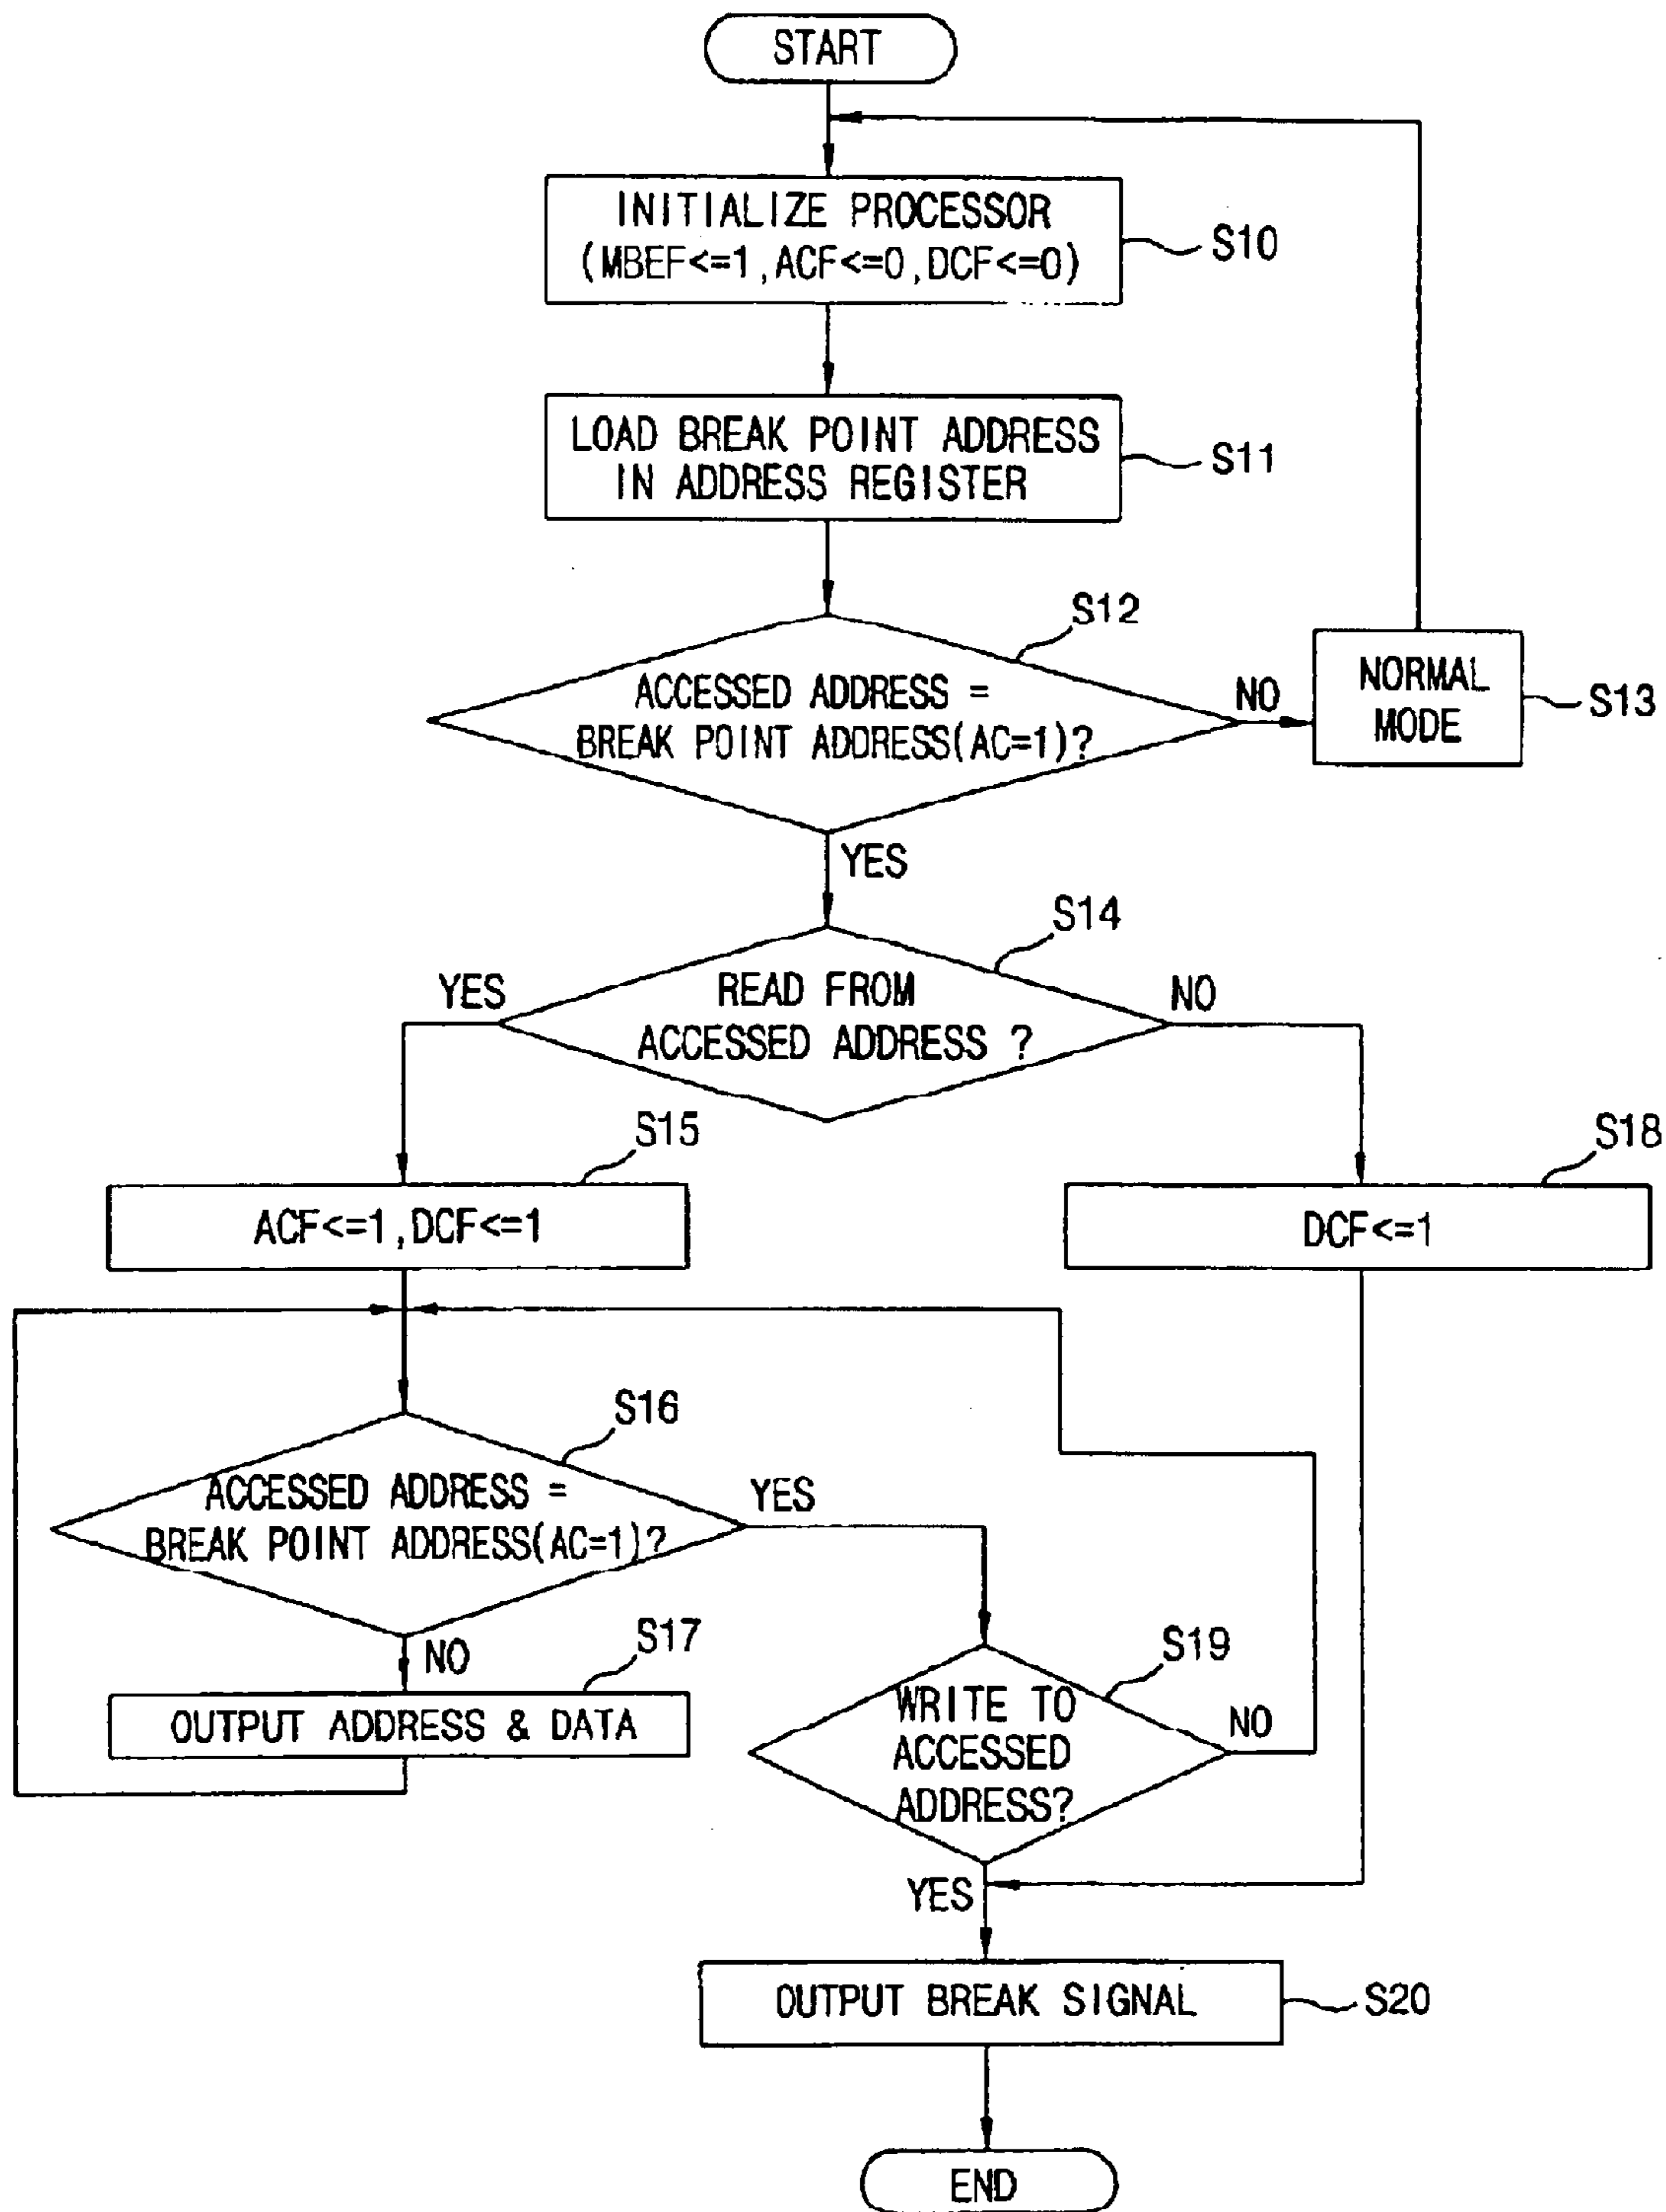 START
INITIALIZE PROCESSOR
(MBEF<=1,ACF<=0,DCF<=0)
S10
LOAD BREAK POINT ADDRESS
IN ADDRESS REGISTER
S11
S12
ACCESSED ADDRESS =
BREAK POINT ADDRESS(AC=1)?
NO
NORMAL
MODE
S13
YES
S14
READ FROM
ACCESSED ADDRESS ?
YES
NO
S15
ACF<=1,DCF<=1
S18
DCF<=1
S16
ACCESSED ADDRESS =
BREAK POINT ADDRESS(AC=1)?
YES
NO
S17
OUTPUT ADDRESS & DATA
S19
WRITE TO
ACCESSED
ADDRESS?
NO
YES
OUTPUT BREAK SIGNAL
S20
END